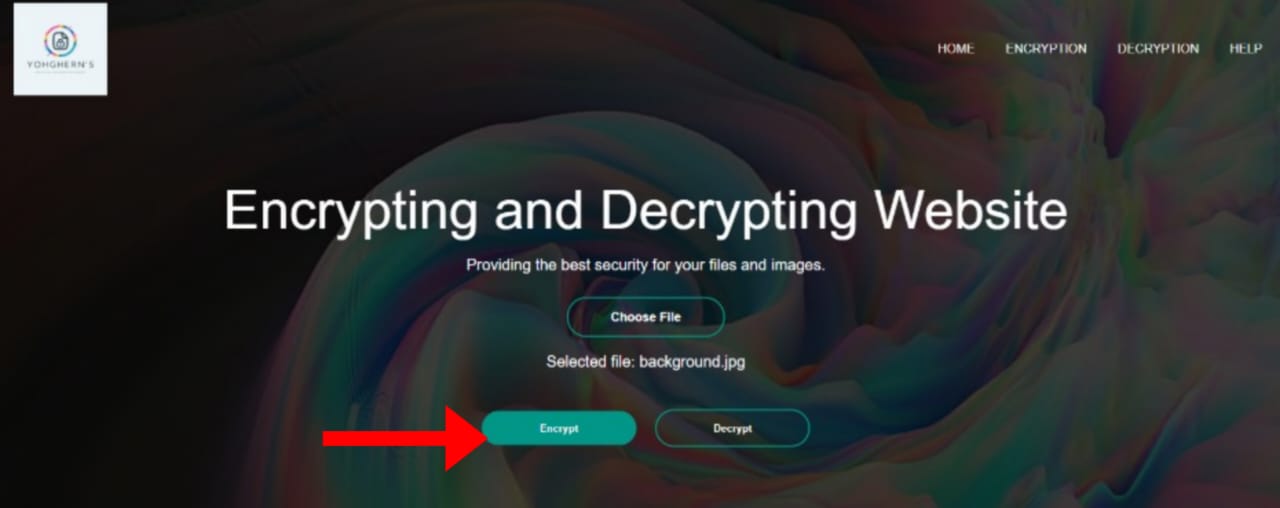 YOHGHERN'S
HOME ENCRYPTION DECRYPTION HELP
Encrypting and Decrypting Website
Providing the best security for your files and images.
Choose File
Selected file: background.jpg
Encrypt Decrypt